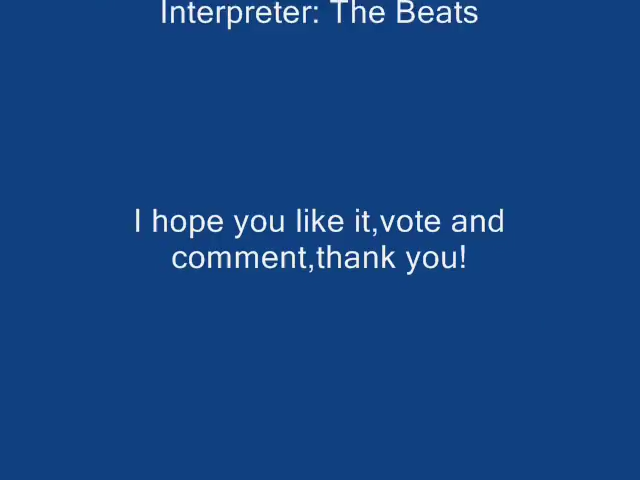 Interpreter: The Beats
I hope you like it,vote and
comment,thank you!